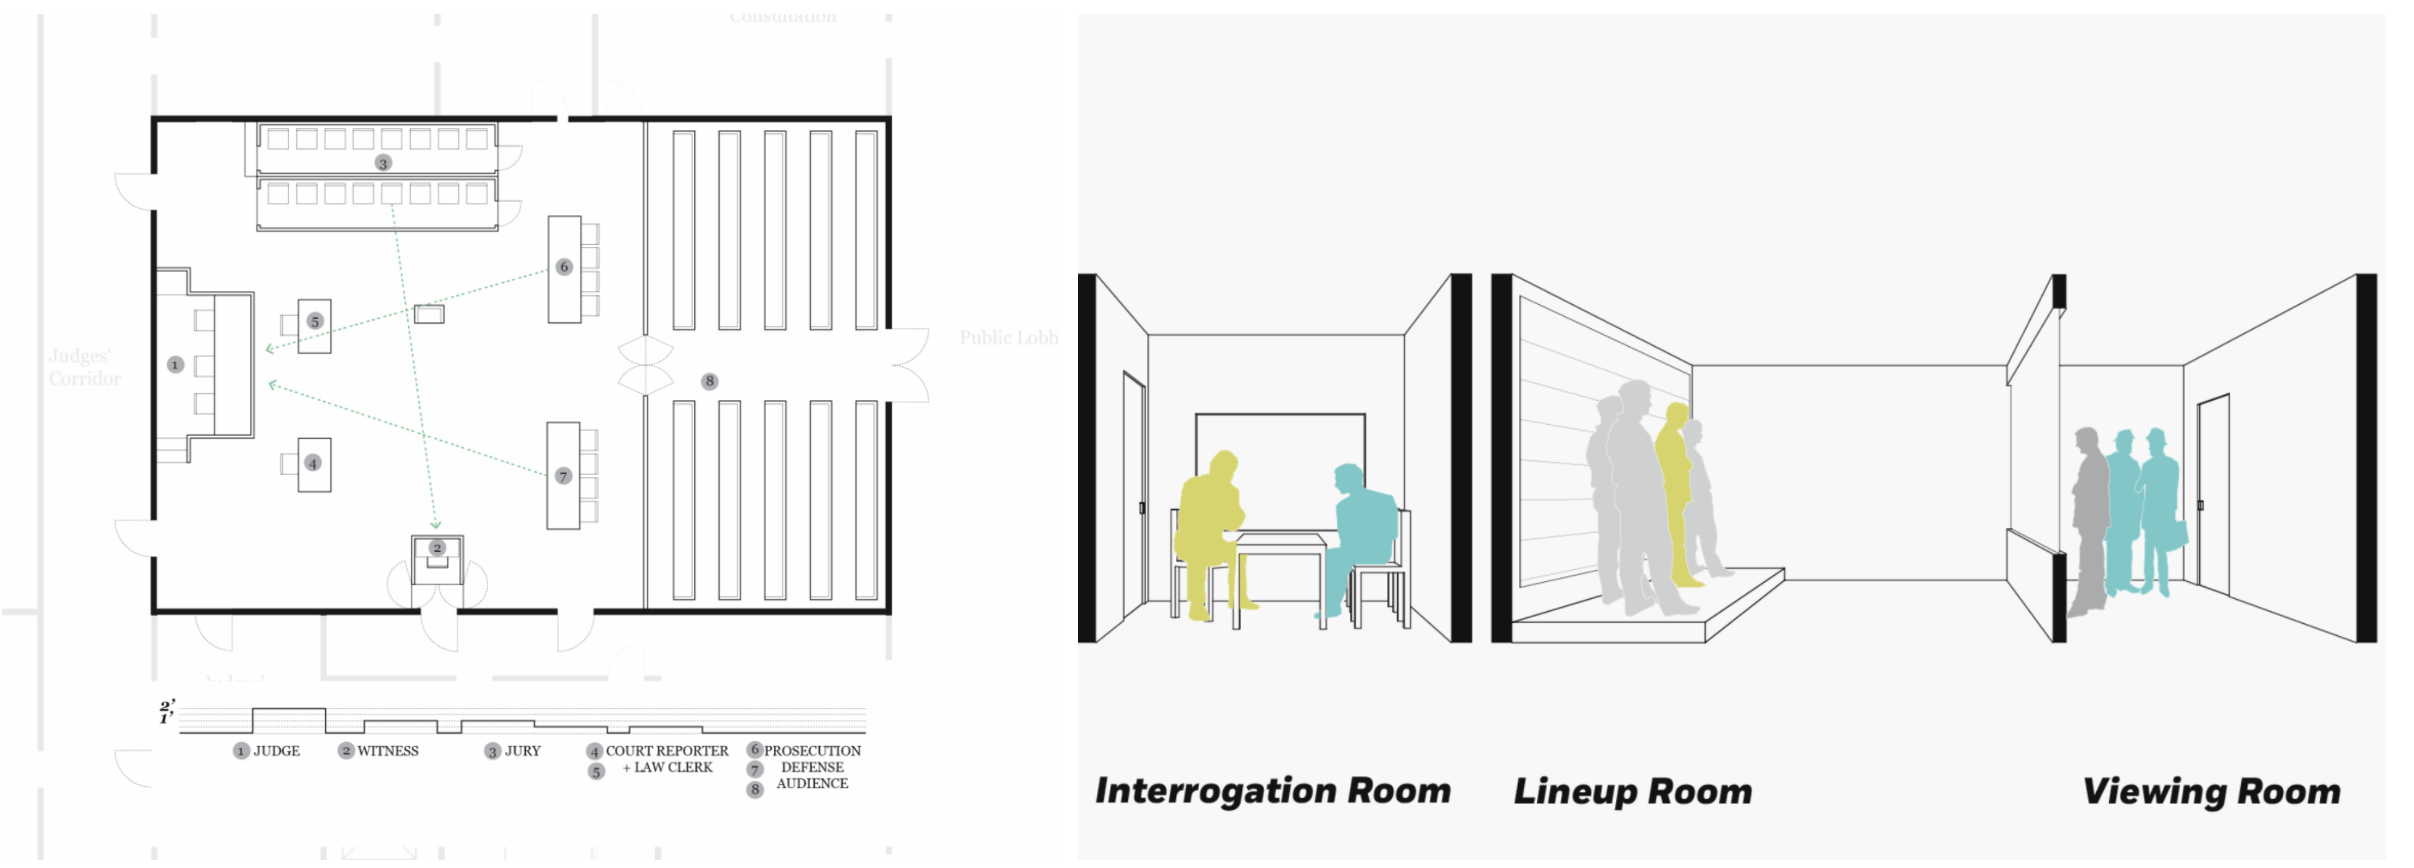 Consultation
3
6
5
Judges'
Corridor
1
8
Public Lobb
4
7
2
Judges'
2'
1'
1 JUDGE
2 WITNESS
3 JURY
4 COURT REPORTER
5 + LAW CLERK
6 PROSECUTION
7 DEFENSE
8 AUDIENCE
Interrogation Room
Lineup Room
Viewing Room